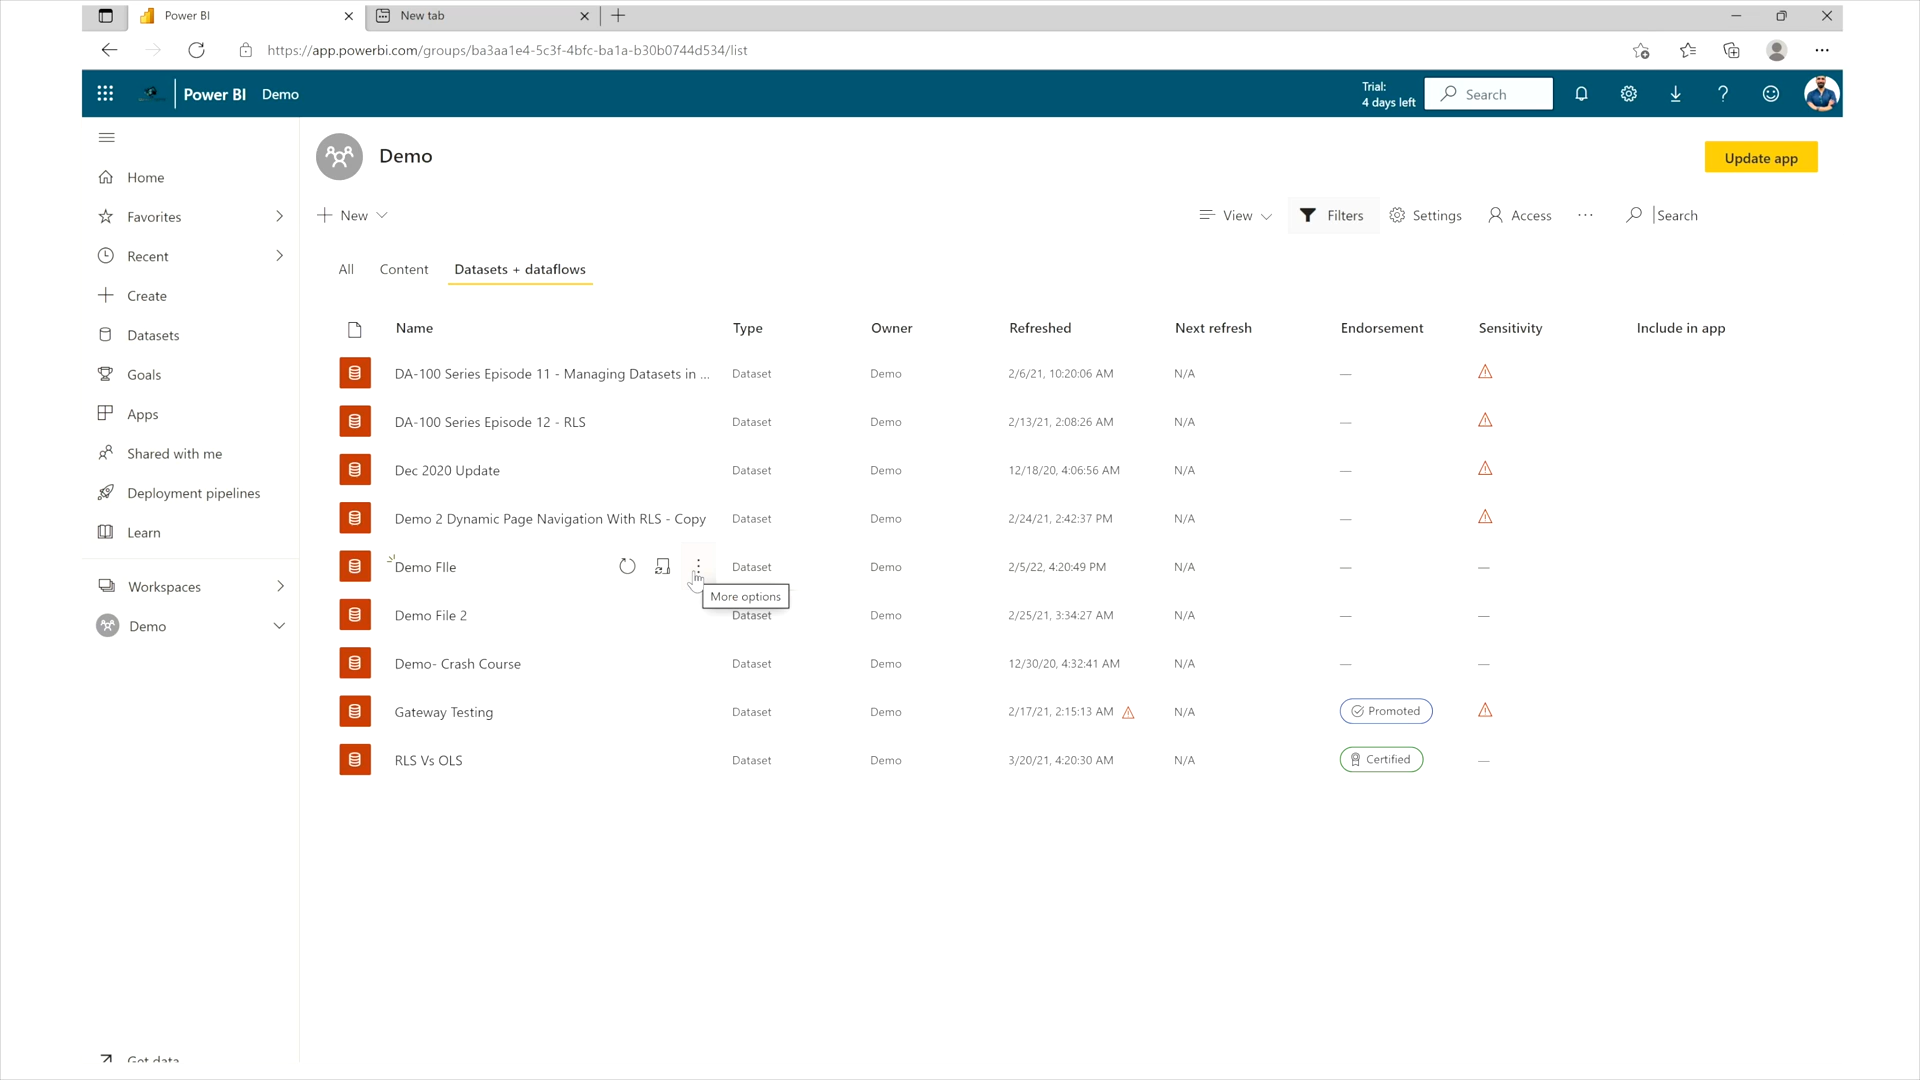 Power BI
New tab
https://app.powerbi.com/groups/ba3aa1e4-5c3f-4bfc-ba1a-b30b0744d534/list
Power BI Demo
Trial:
4 days left
Search
Demo
Update app
Home
Favorites
Recent
Create
Datasets
Goals
Apps
Shared with me
Deployment pipelines
Learn
Workspaces
Demo
Get data
New
View
Filters
Settings
Access
Search
All Content Datasets + dataflows
Name Type Owner Refreshed Next refresh Endorsement Sensitivity Include in app
DA-100 Series Episode 11 - Managing Datasets in ... Dataset Demo 2/6/21, 10:20:06 AM N/A —
DA-100 Series Episode 12 - RLS Dataset Demo 2/13/21, 2:08:26 AM N/A —
Dec 2020 Update Dataset Demo 12/18/20, 4:06:56 AM N/A —
Demo 2 Dynamic Page Navigation With RLS - Copy Dataset Demo 2/24/21, 2:42:37 PM N/A —
Demo FIle Dataset Demo 2/5/22, 4:20:49 PM N/A — —
More options
Demo File 2 Dataset Demo 2/25/21, 3:34:27 AM N/A — —
Demo- Crash Course Dataset Demo 12/30/20, 4:32:41 AM N/A — —
Gateway Testing Dataset Demo 2/17/21, 2:15:13 AM N/A Promoted
RLS Vs OLS Dataset Demo 3/20/21, 4:20:30 AM N/A Certified —